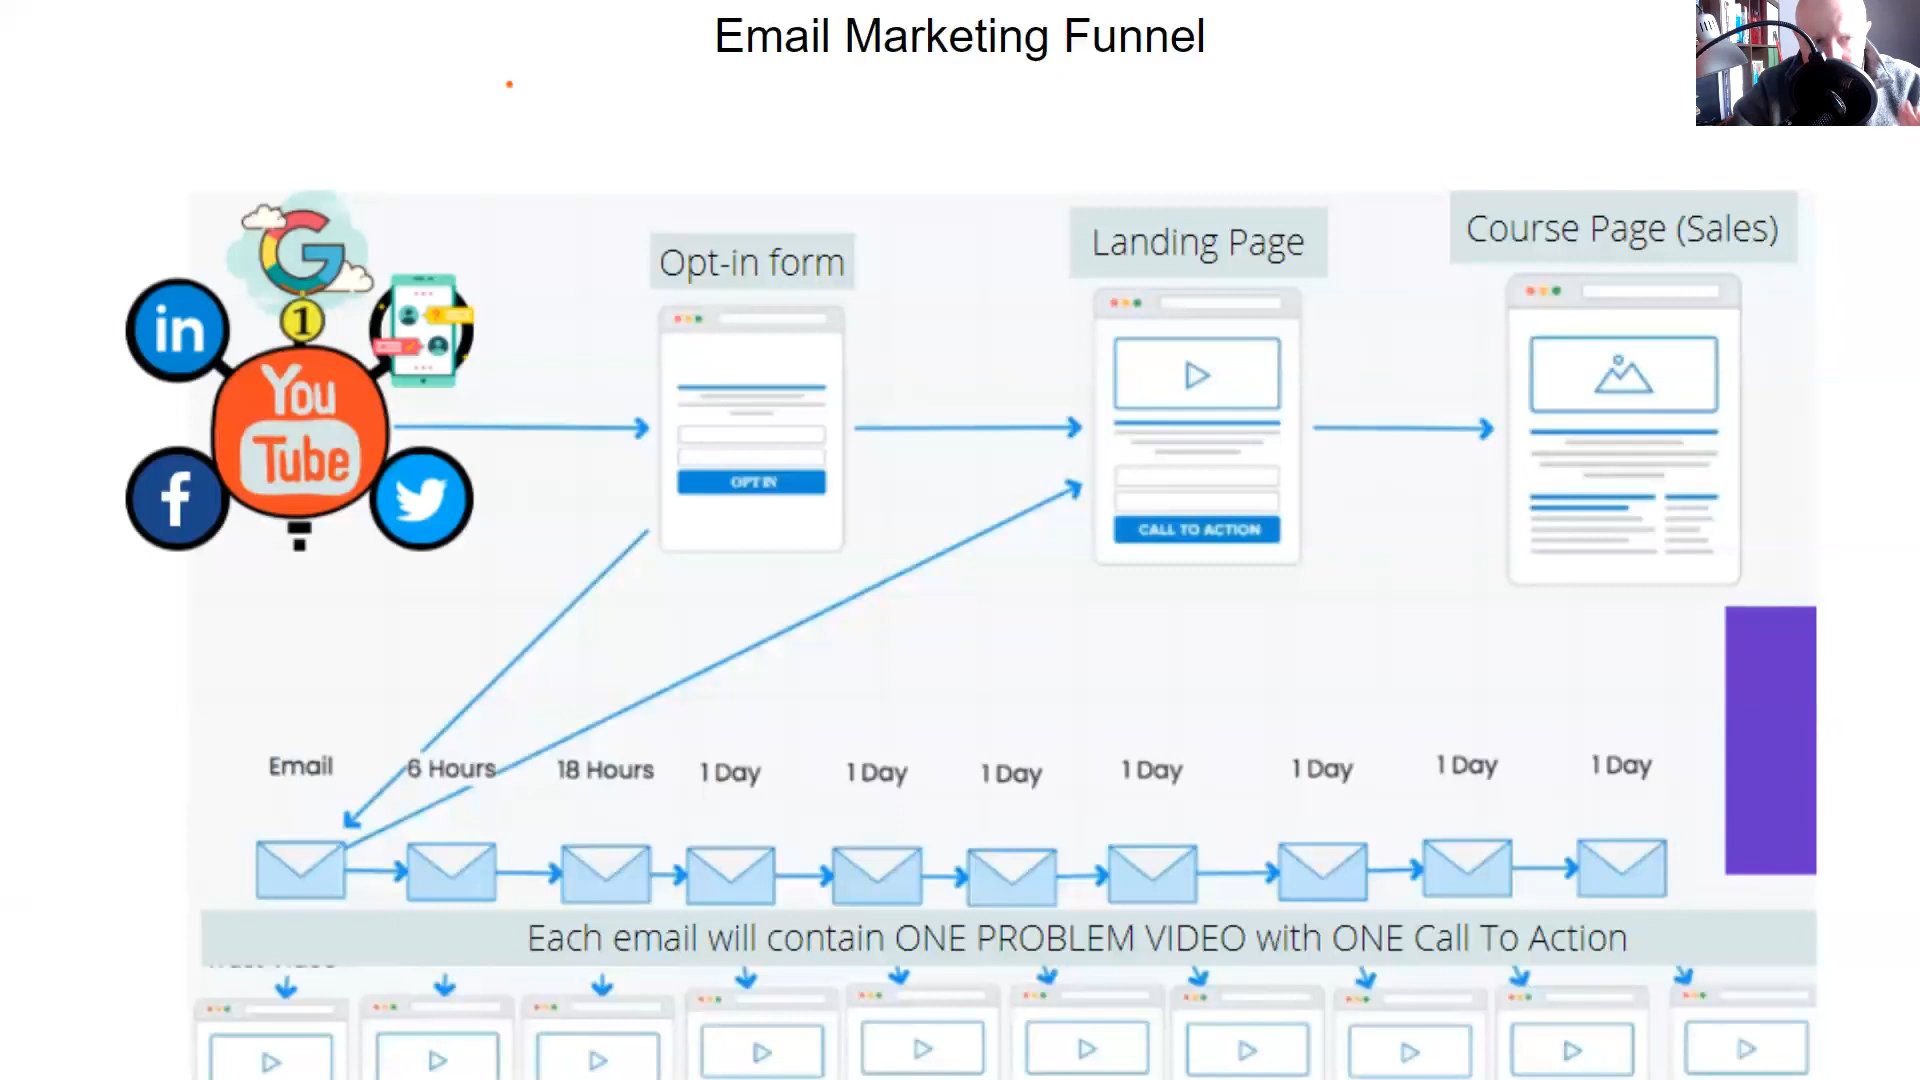 Email Marketing Funnel
G
1
in
You
Tube
f
Opt-in form
OPT IN
Landing Page
CALL TO ACTION
Course Page (Sales)
Email
6 Hours
18 Hours
1 Day
1 Day
1 Day
1 Day
1 Day
1 Day
1 Day
Each email will contain ONE PROBLEM VIDEO with ONE Call To Action